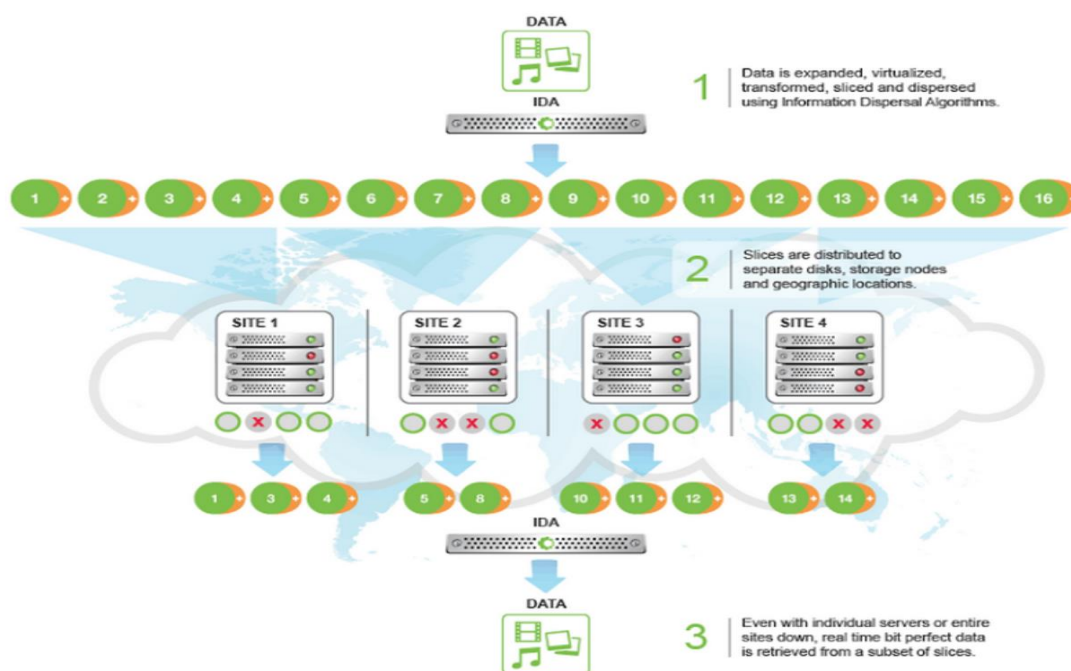 DATA
1
Data is expanded, virtualized,
transformed, sliced and dispersed
using Information Dispersal Algorithms.
IDA
1 + 2 + 3 + 4 + 5 + 6 + 7 + 8 + 9 + 10 + 11 + 12 + 13 + 14 + 15 + 16 +
2
Slices are distributed to
separate disks, storage nodes
and geographic locations.
SITE 1
SITE 2
SITE 3
SITE 4
X
X X
X
X X
1 + 3 + 4 +
5 + 8 +
10 + 11 + 12 +
13 + 14 +
IDA
DATA
3
Even with individual servers or entire
sites down, real time bit perfect data
is retrieved from a subset of slices.